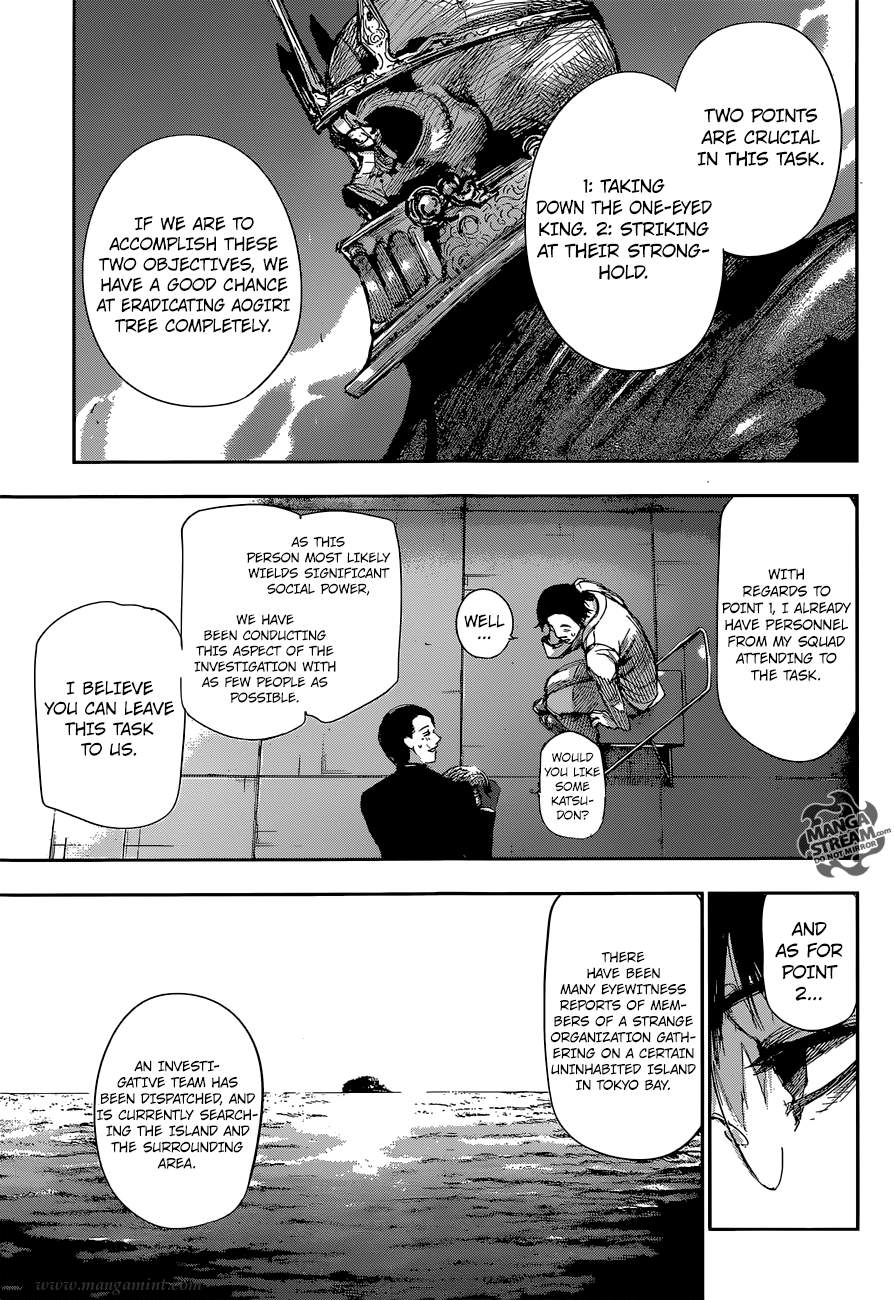 TWO POINTS
ARE CRUCIAL
IN THIS TASK.
1: TAKING
DOWN THE ONE-EYED
KING. 2: STRIKING
AT THEIR STRONG-
HOLD.
IF WE ARE TO
ACCOMPLISH THESE
TWO OBJECTIVES, WE
HAVE A GOOD CHANCE
AT ERADICATING AOGIRI
TREE COMPLETELY.
WITH
REGARDS TO
POINT 1, I ALREADY
HAVE PERSONNEL
FROM MY SQUAD
ATTENDING TO
THE TASK.
WELL
...
WOULD
YOU LIKE
SOME
KATSU-
DON?
AS THIS
PERSON MOST LIKELY
WIELDS SIGNIFICANT
SOCIAL POWER,
WE HAVE
BEEN CONDUCTING
THIS ASPECT OF THE
INVESTIGATION WITH
AS FEW PEOPLE AS
POSSIBLE.
I BELIEVE
YOU CAN LEAVE
THIS TASK
TO US.
MANGA
STREAM.com
DO NOT MIRROR
AND
AS FOR
POINT
2...
THERE
HAVE BEEN
MANY EYEWITNESS
REPORTS OF MEM-
BERS OF A STRANGE
ORGANIZATION GATH-
ERING ON A CERTAIN
UNINHABITED ISLAND
IN TOKYO BAY.
AN INVESTI-
GATIVE TEAM HAS
BEEN DISPATCHED, AND
IS CURRENTLY SEARCH-
ING THE ISLAND AND
THE SURROUNDING
AREA.
www.mangamint.com